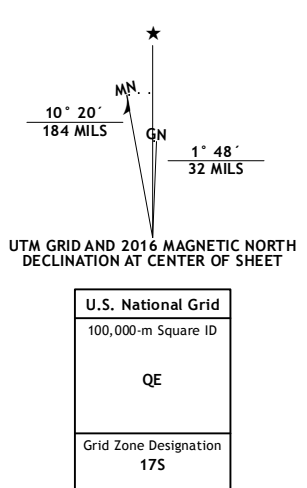 ★
MN
10° 20´
184 MILS
GN
1° 48´
32 MILS
UTM GRID AND 2016 MAGNETIC NORTH
DECLINATION AT CENTER OF SHEET
U.S. National Grid
100,000-m Square ID
QE
Grid Zone Designation
17S